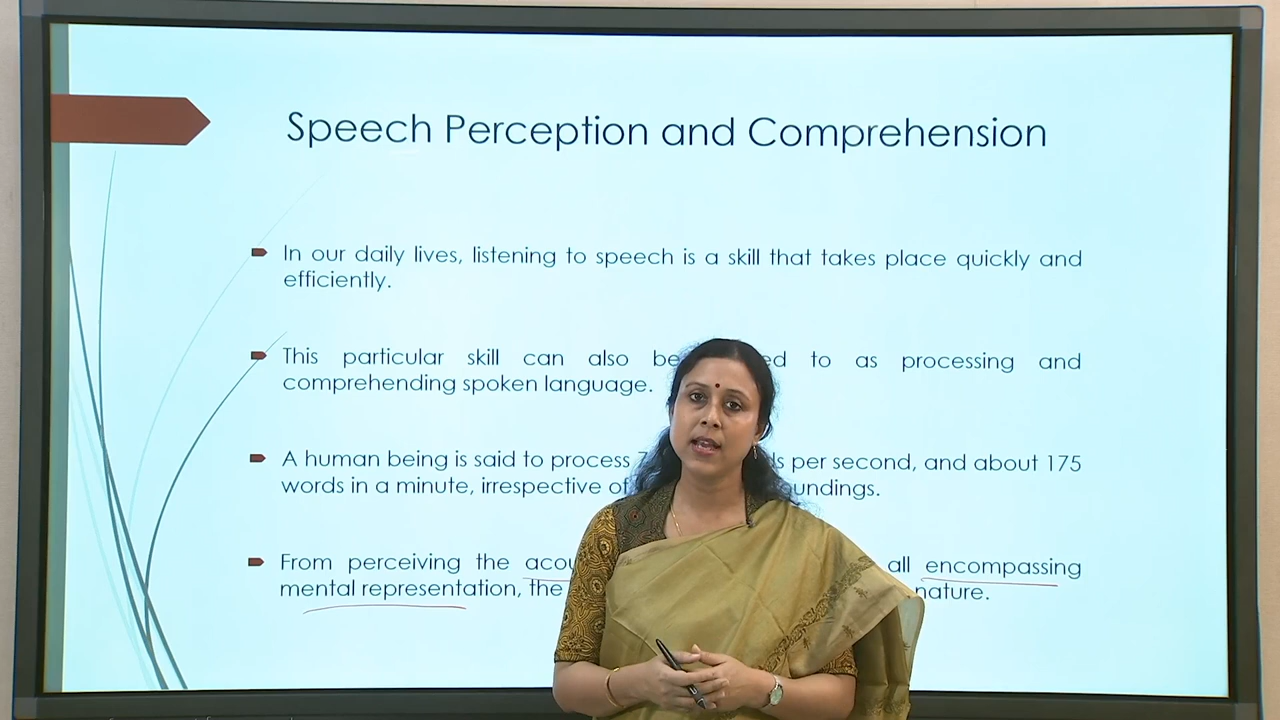 Speech Perception and Comprehension
In our daily lives, listening to speech is a skill that takes place quickly and
efficiently.
This particular skill can also be to as processing and
comprehending spoken language.
A human being is said to process per second, and about 175
words in a minute, irrespective of
From perceiving the all encompassing
mental representation, the nature.